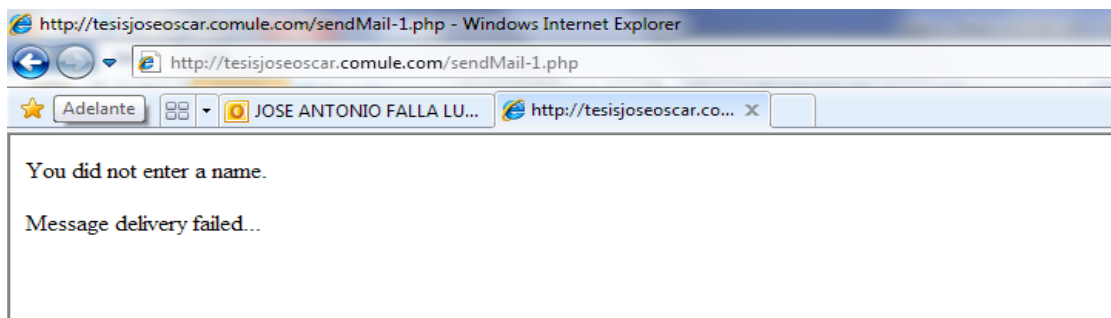 http://tesisjoseoscar.comule.com/sendMail-1.php - Windows Internet Explorer
http://tesisjoseoscar.comule.com/sendMail-1.php
Adelante JOSE ANTONIO FALLA LU... http://tesisjoseoscar.co... X
You did not enter a name.
Message delivery failed...